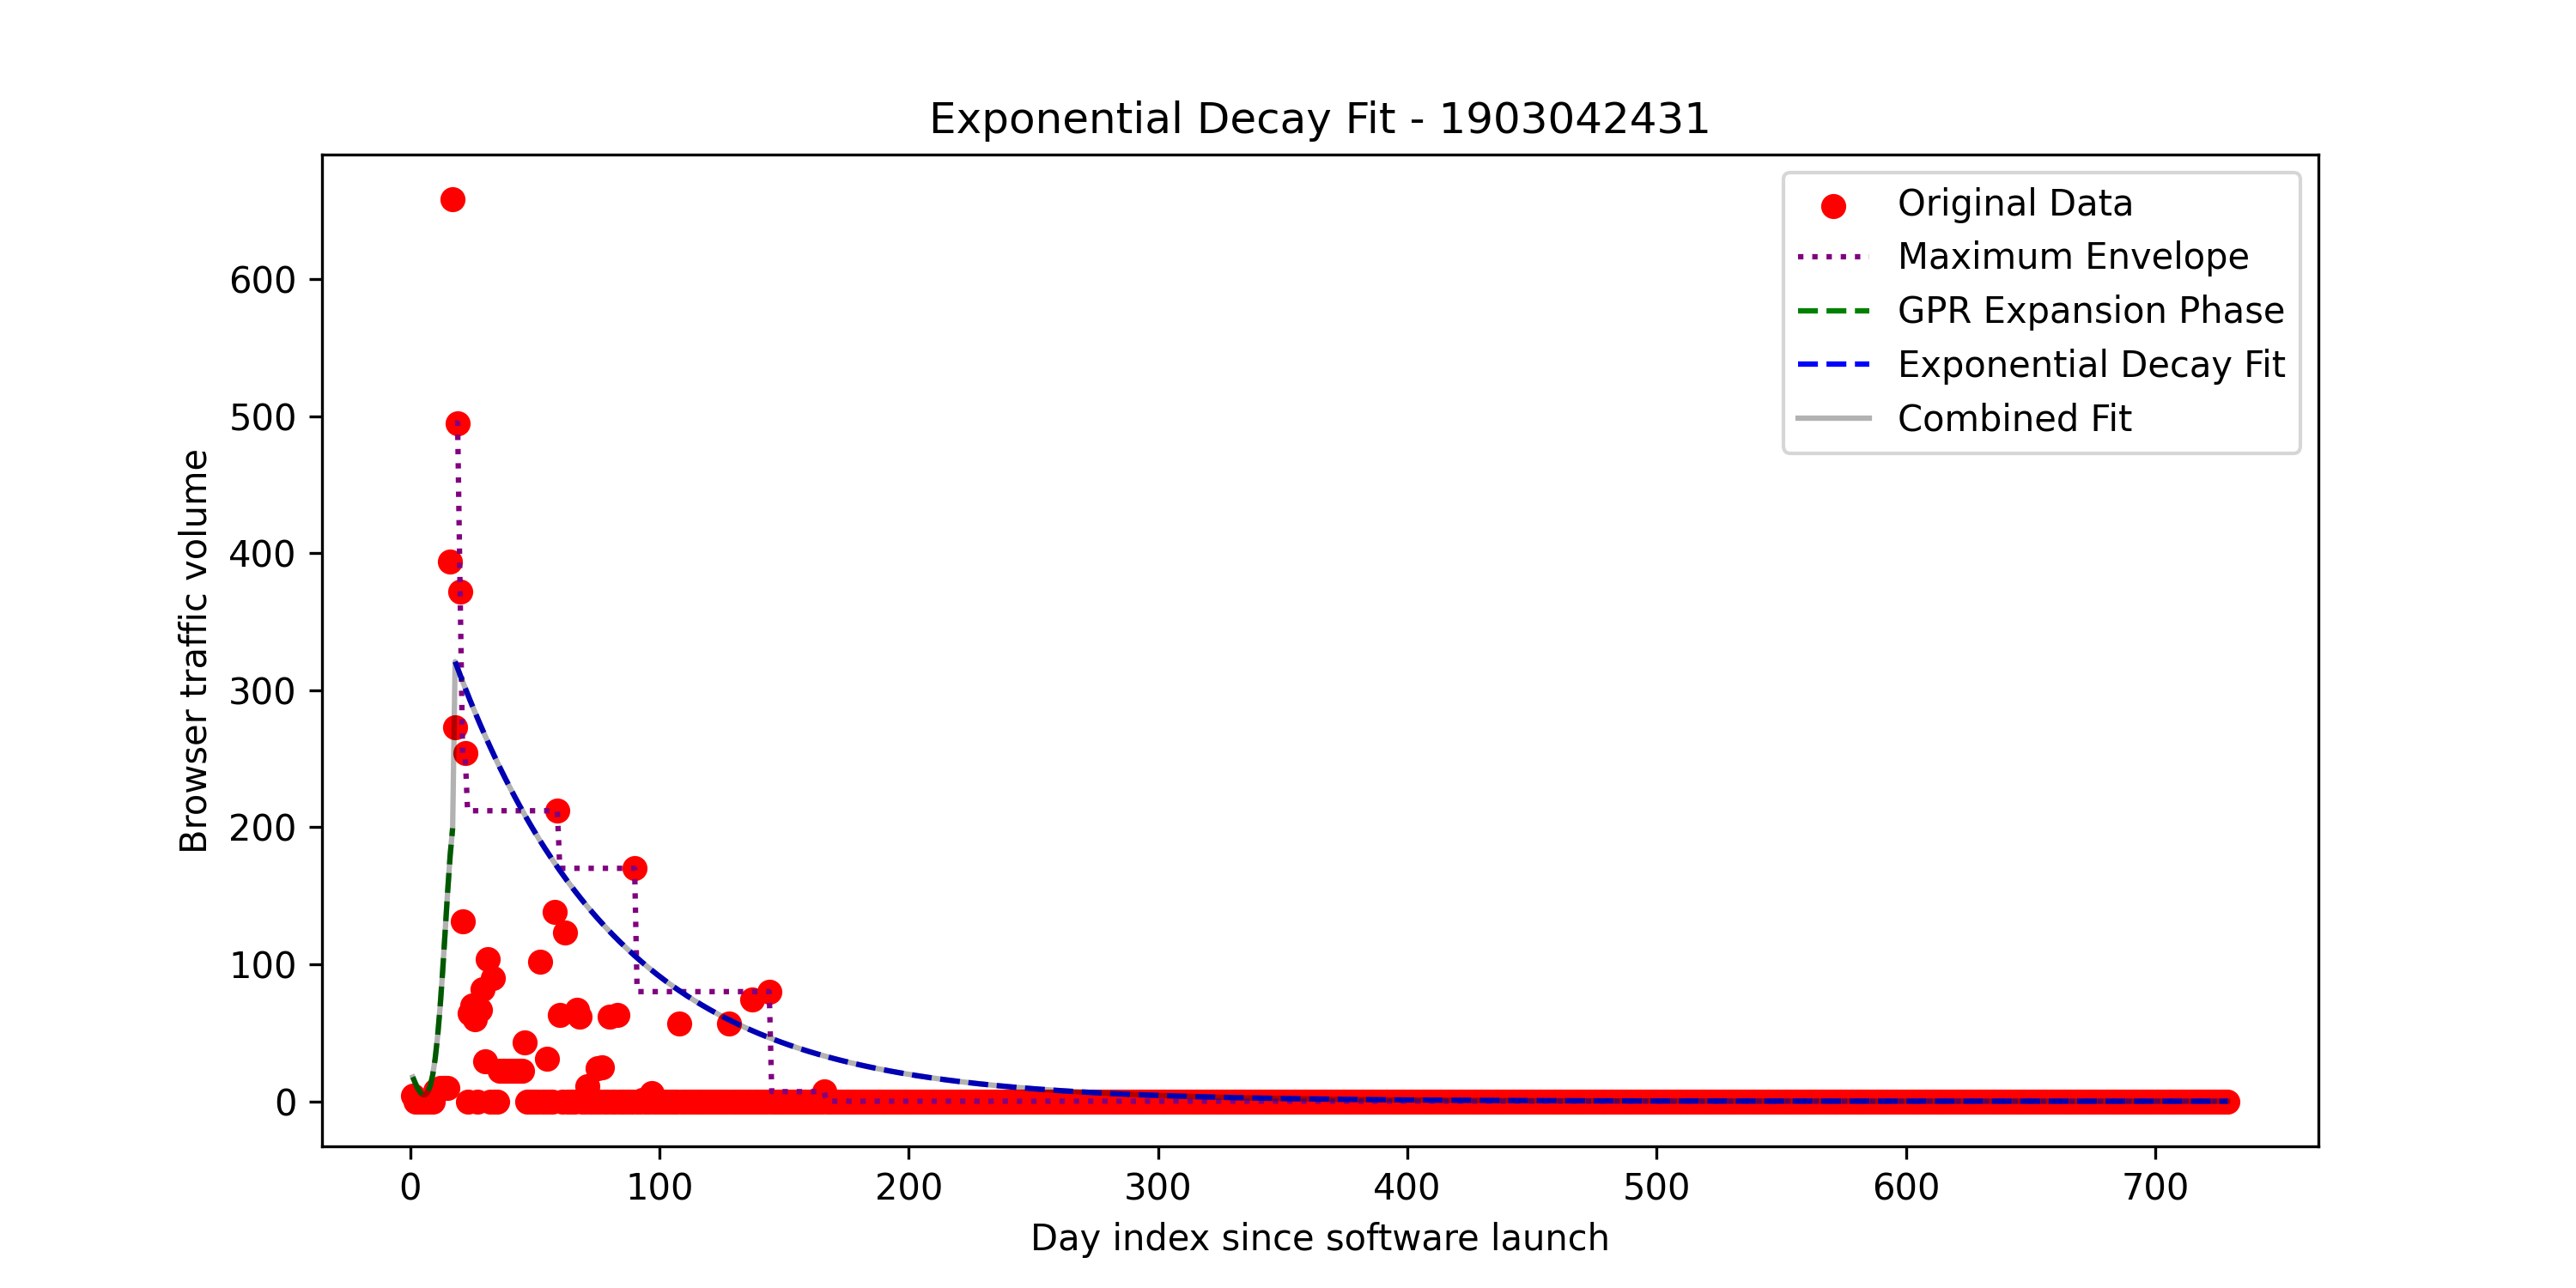 Exponential Decay Fit - 1903042431
Original Data
Maximum Envelope
GPR Expansion Phase
Exponential Decay Fit
Combined Fit
Browser traffic volume
600
500
400
300
200
100
0
0 100 200 300 400 500 600 700
Day index since software launch